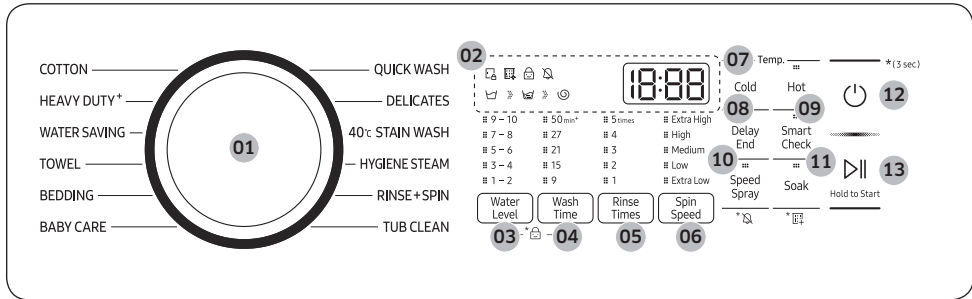 COTTON
HEAVY DUTY+
WATER SAVING
TOWEL
BEDDING
BABY CARE
01
QUICK WASH
DELICATES
40℃ STAIN WASH
HYGIENE STEAM
RINSE+SPIN
TUB CLEAN
02
18:88
9 – 10 50 min+ 5 times Extra High
7 – 8 27 4 High
5 – 6 21 3 Medium
3 – 4 15 2 Low
1 – 2 9 1 Extra Low
Water Wash Rinse Spin
Level Time Times Speed
03 - * - 04 05 06
07 Temp.
Cold Hot
08 09
Delay Smart
End Check
10 11
Speed Soak
Spray
* *
*(3 sec)
12
13
Hold to Start